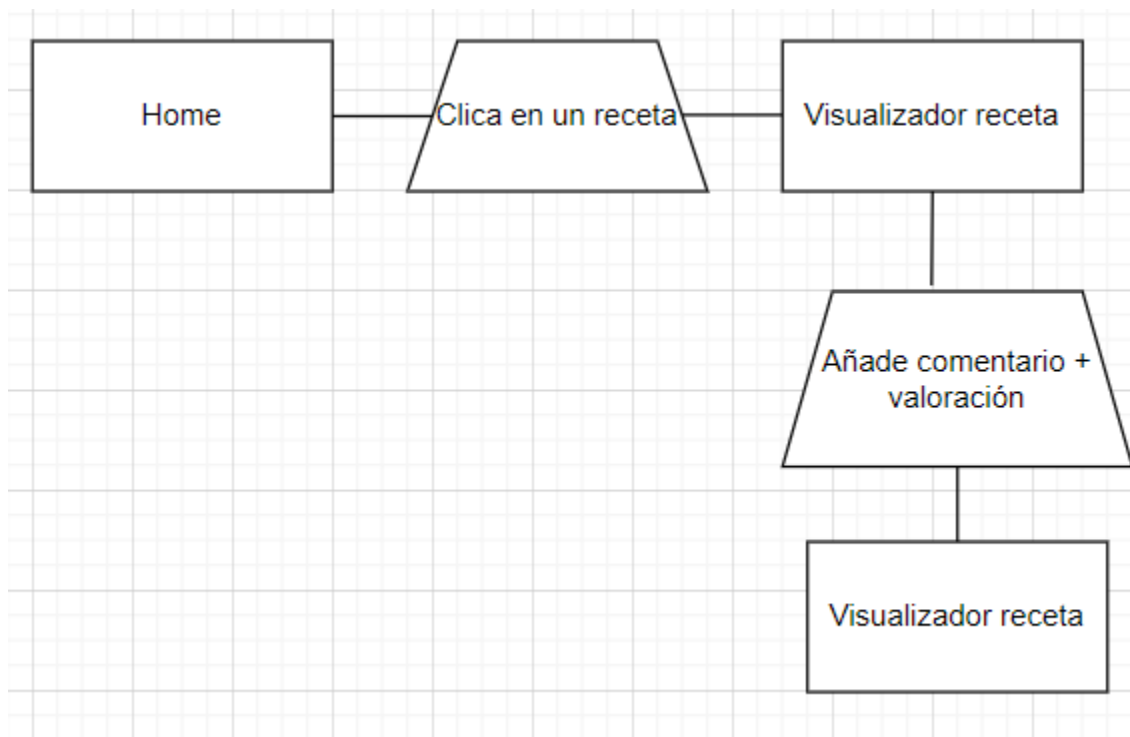 Home
Clica en un receta
Visualizador receta
Añade comentario +
valoración
Visualizador receta